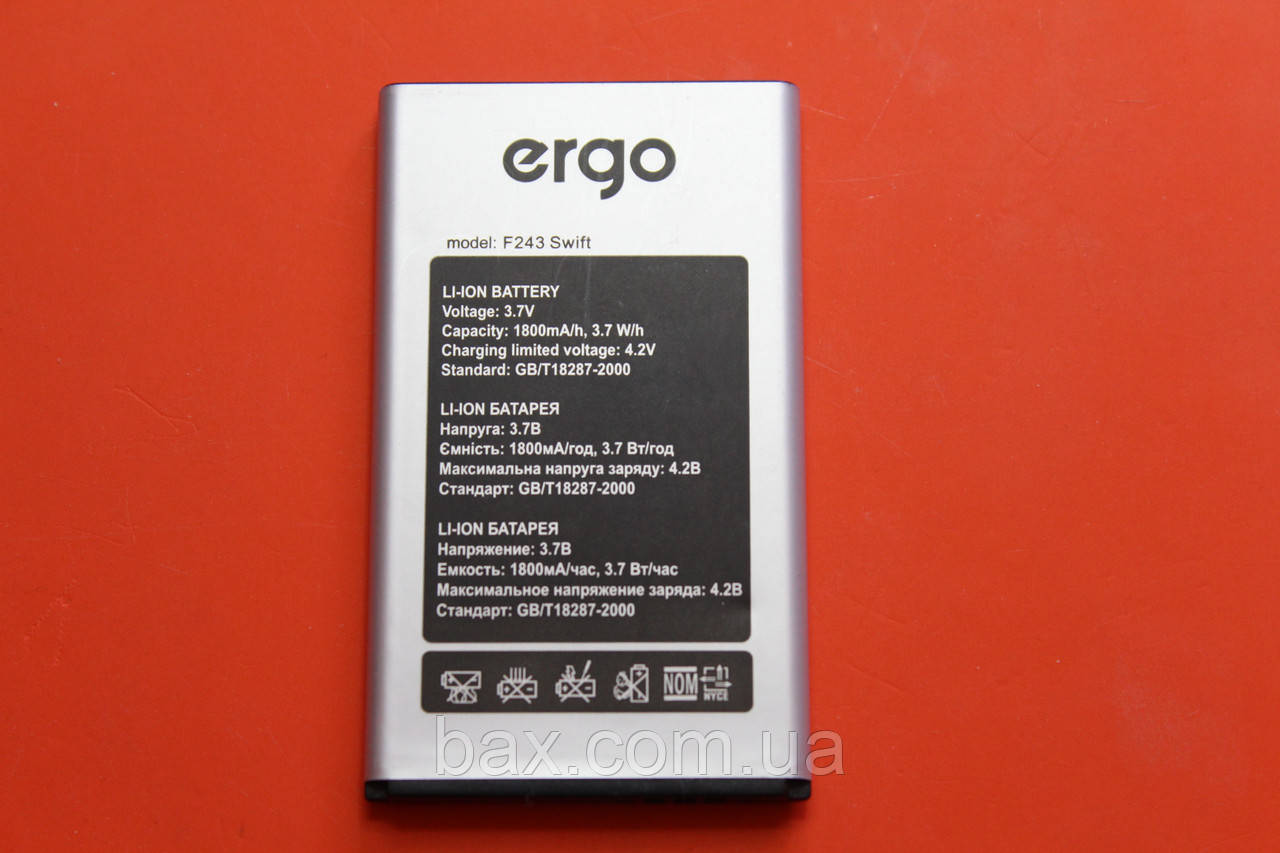 ergo
model: F243 Swift
LI-ION BATTERY
Voltage: 3.7V
Capacity: 1800mA/h, 3.7 W/h
Charging limited voltage: 4.2V
Standard: GB/T18287-2000
LI-ION БАТАРЕЯ
Напруга: 3.7В
Ємність: 1800мА/год, 3.7 Вт/год
Максимальна напруга заряду: 4.2В
Стандарт: GB/T18287-2000
LI-ION БАТАРЕЯ
Напряжение: 3.7В
Емкость: 1800мА/час, 3.7 Вт/час
Максимальное напряжение заряда: 4.2В
Стандарт: GB/T18287-2000
NOM NYCE
bax.com.ua